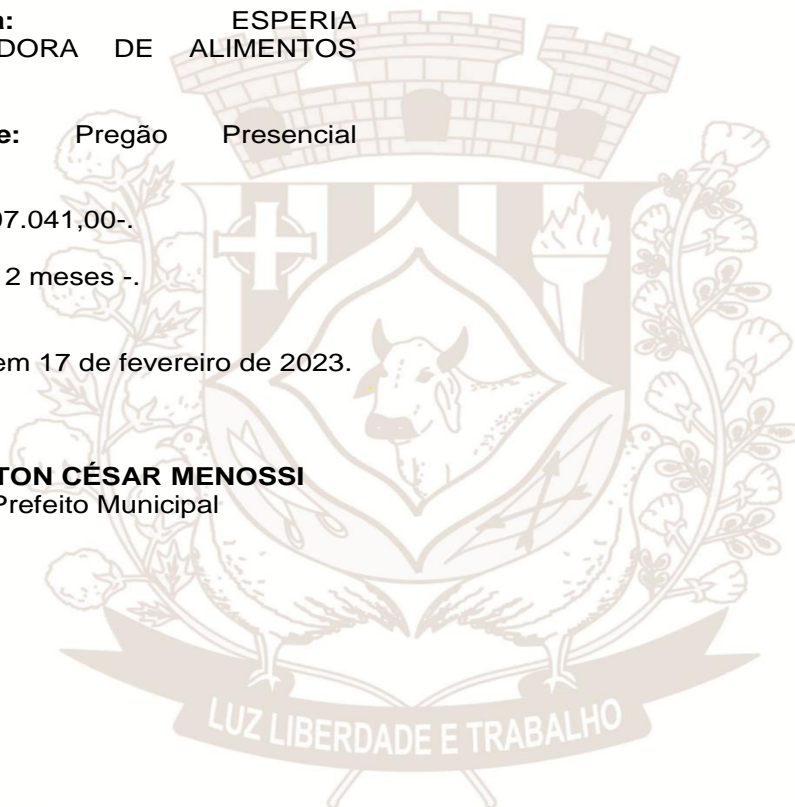 a: ESPERIA
DORA DE ALIMENTOS
e: Pregão Presencial
07.041,00-.
2 meses -.
em 17 de fevereiro de 2023.
TON CÉSAR MENOSSI
Prefeito Municipal
LUZ LIBERDADE E TRABALHO